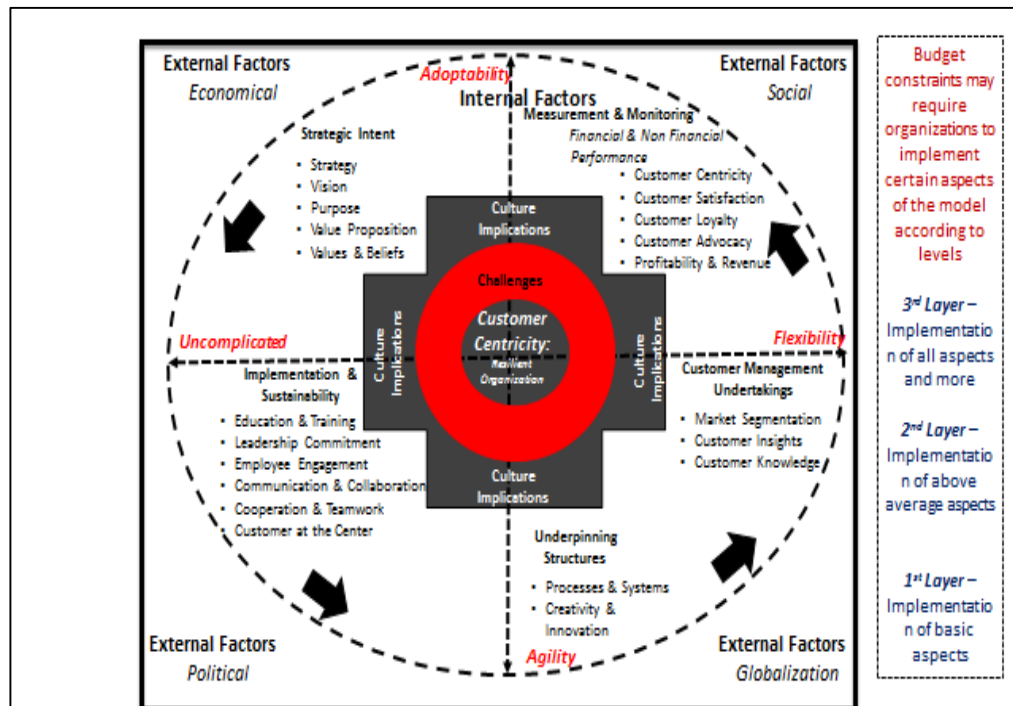 External Factors
Economical
Adoptability
Internal Factors
External Factors
Social
Strategic Intent
▪ Strategy
▪ Vision
▪ Purpose
▪ Value Proposition
▪ Values & Beliefs
Measurement & Monitoring
Financial & Non Financial
Performance
▪ Customer Centricity
▪ Customer Satisfaction
▪ Customer Loyalty
▪ Customer Advocacy
▪ Profitability & Revenue
Culture
Implications
Challenges
Customer
Centricity:
Resilient
Organization
Culture
Implications
Culture
Implications
Culture
Implications
Uncomplicated
Flexibility
Implementation &
Sustainability
▪ Education & Training
▪ Leadership Commitment
▪ Employee Engagement
▪ Communication & Collaboration
▪ Cooperation & Teamwork
▪ Customer at the Center
Customer Management
Undertakings
▪ Market Segmentation
▪ Customer Insights
▪ Customer Knowledge
Underpinning
Structures
▪ Processes & Systems
▪ Creativity &
Innovation
Agility
External Factors
Political
External Factors
Globalization
Budget
constraints may
require
organizations to
implement
certain aspects
of the model
according to
levels
3rd Layer –
Implementatio
n of all aspects
and more
2nd Layer –
Implementatio
n of above
average aspects
1st Layer –
Implementatio
n of basic
aspects